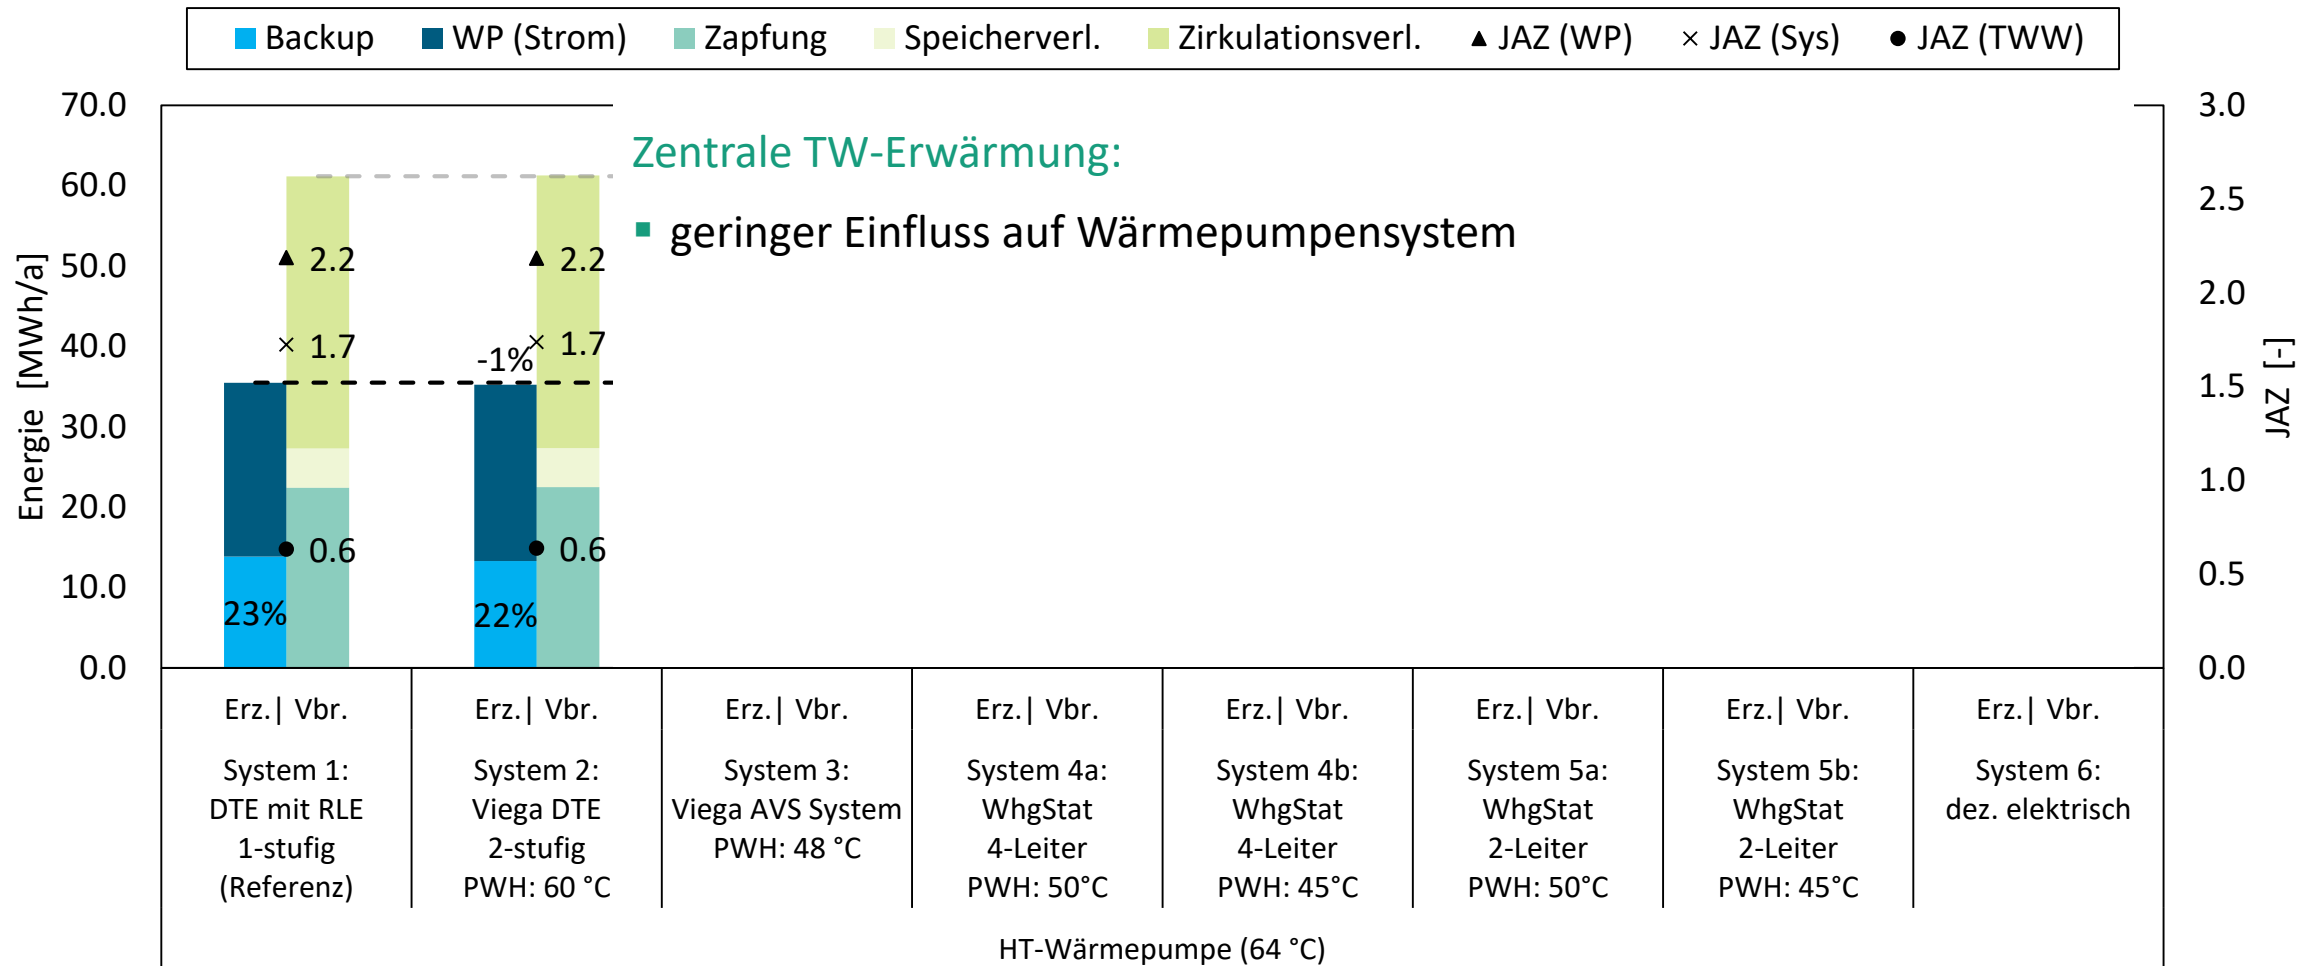 Backup WP (Strom) Zapfung Speicherverl. Zirkulationsverl. JAZ (WP) JAZ (Sys) JAZ (TWW)
Energie [MWh/a]
70.0
60.0
50.0
40.0
30.0
20.0
10.0
0.0
Zentrale TW-Erwärmung:
geringer Einfluss auf Wärmepumpensystem
2.2
1.7
0.6
23%
-1%
2.2
1.7
0.6
22%
3.0
2.5
2.0
1.5
1.0
0.5
0.0
JAZ [-]
Erz.| Vbr.
System 1:
DTE mit RLE
1-stufig
(Referenz)
Erz.| Vbr.
System 2:
Viega DTE
2-stufig
PWH: 60 °C
Erz.| Vbr.
System 3:
Viega AVS System
PWH: 48 °C
Erz.| Vbr.
System 4a:
WhgStat
4-Leiter
PWH: 50°C
Erz.| Vbr.
System 4b:
WhgStat
4-Leiter
PWH: 45°C
Erz.| Vbr.
System 5a:
WhgStat
2-Leiter
PWH: 50°C
Erz.| Vbr.
System 5b:
WhgStat
2-Leiter
PWH: 45°C
Erz.| Vbr.
System 6:
dez. elektrisch
HT-Wärmepumpe (64 °C)